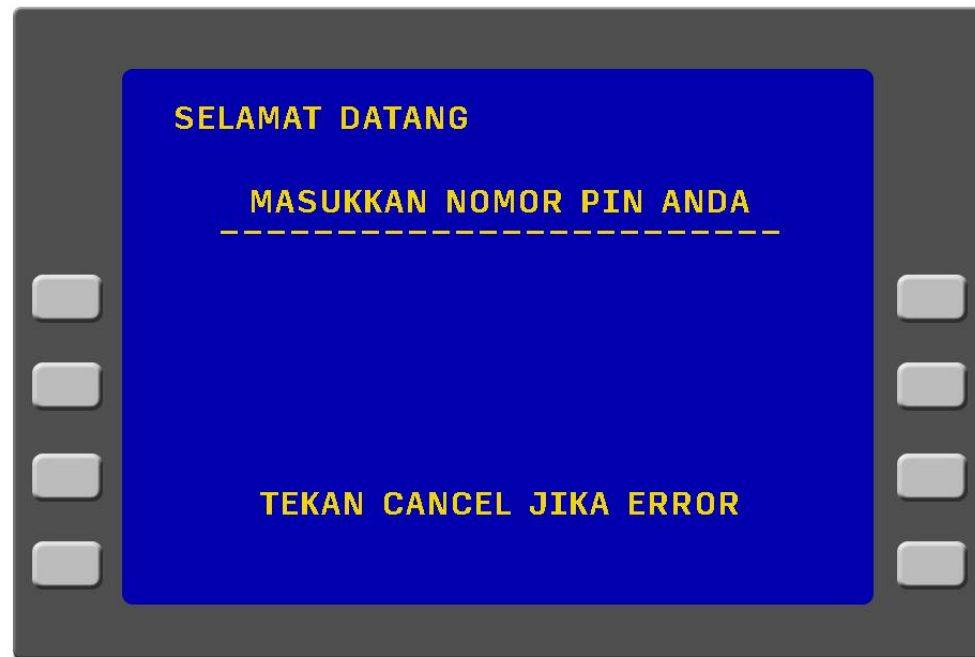 SELAMAT DATANG
MASUKKAN NOMOR PIN ANDA
------------------------
TEKAN CANCEL JIKA ERROR